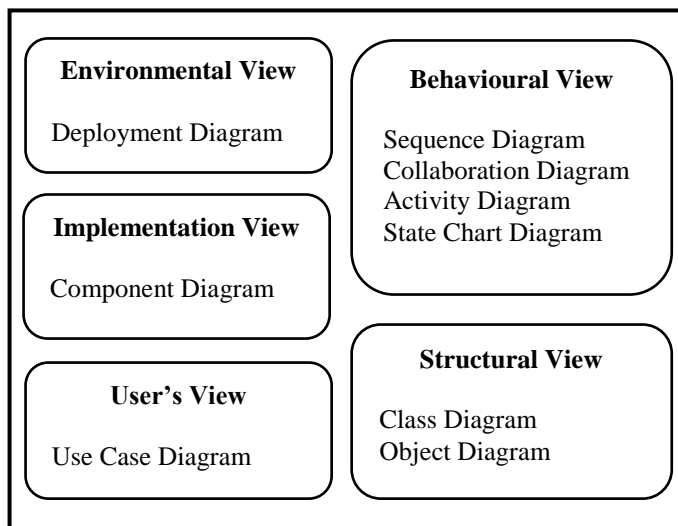 Environmental View
Deployment Diagram
Implementation View
Component Diagram
User's View
Use Case Diagram
Behavioural View
Sequence Diagram
Collaboration Diagram
Activity Diagram
State Chart Diagram
Structural View
Class Diagram
Object Diagram